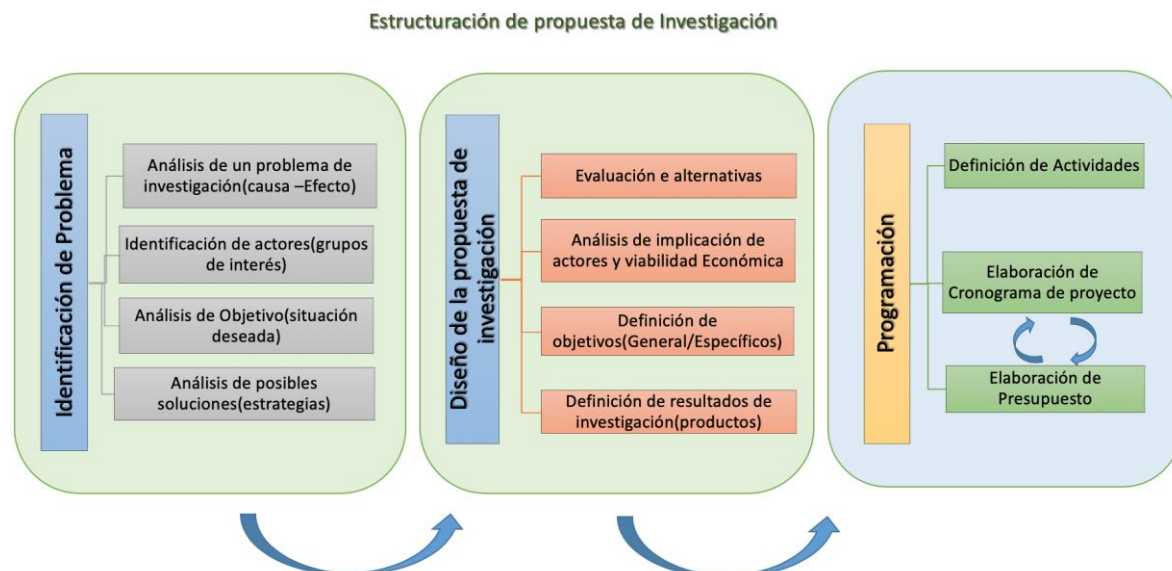 Estructuración de propuesta de Investigación
Identificación de Problema
Análisis de un problema de
investigación(causa –Efecto)
Identificación de actores(grupos
de interés)
Análisis de Objetivo(situación
deseada)
Análisis de posibles
soluciones(estrategias)
Diseño de la propuesta de
investigación
Evaluación e alternativas
Análisis de implicación de
actores y viabilidad Económica
Definición de
objetivos(General/Específicos)
Definición de resultados de
investigación(productos)
Programación
Definición de Actividades
Elaboración de
Cronograma de proyecto
Elaboración de
Presupuesto